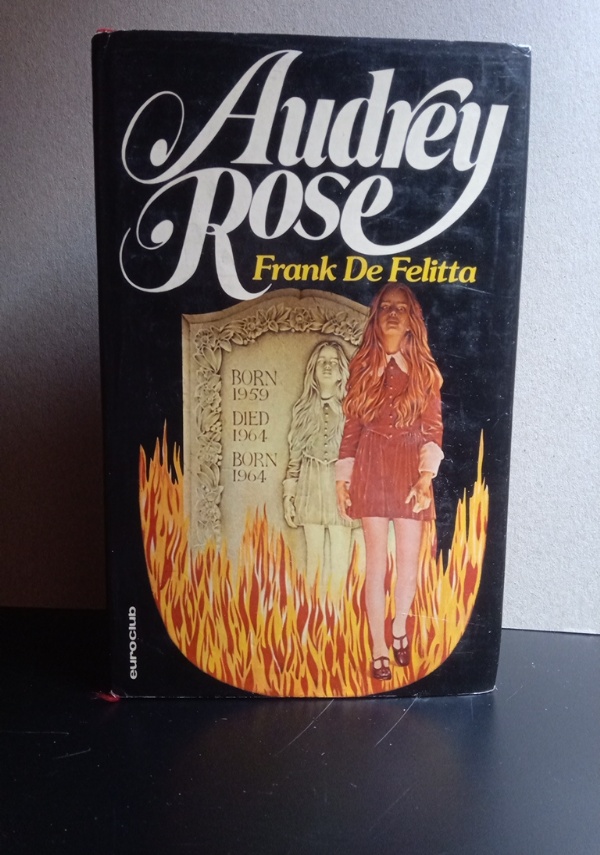 Audrey
Rose
Frank De Felitta
BORN
1959
DIED
1964
BORN
1964
euroclub